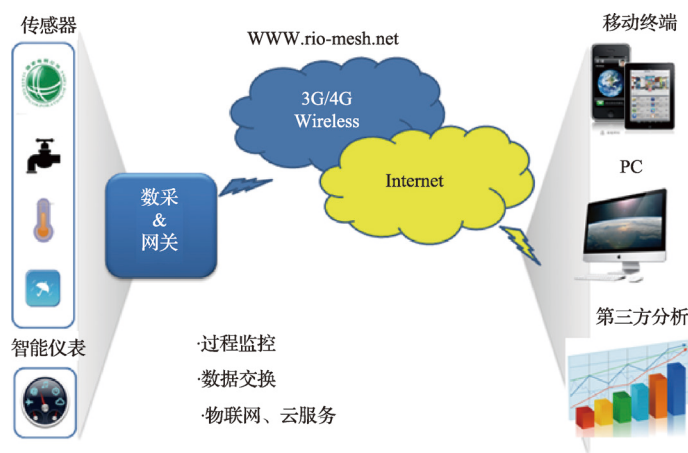 传感器
WWW.rio-mesh.net
移动终端
3G/4G
Wireless
Internet
PC
数采
&
网关
第三方分析
智能仪表
·过程监控
·数据交换
·物联网、云服务